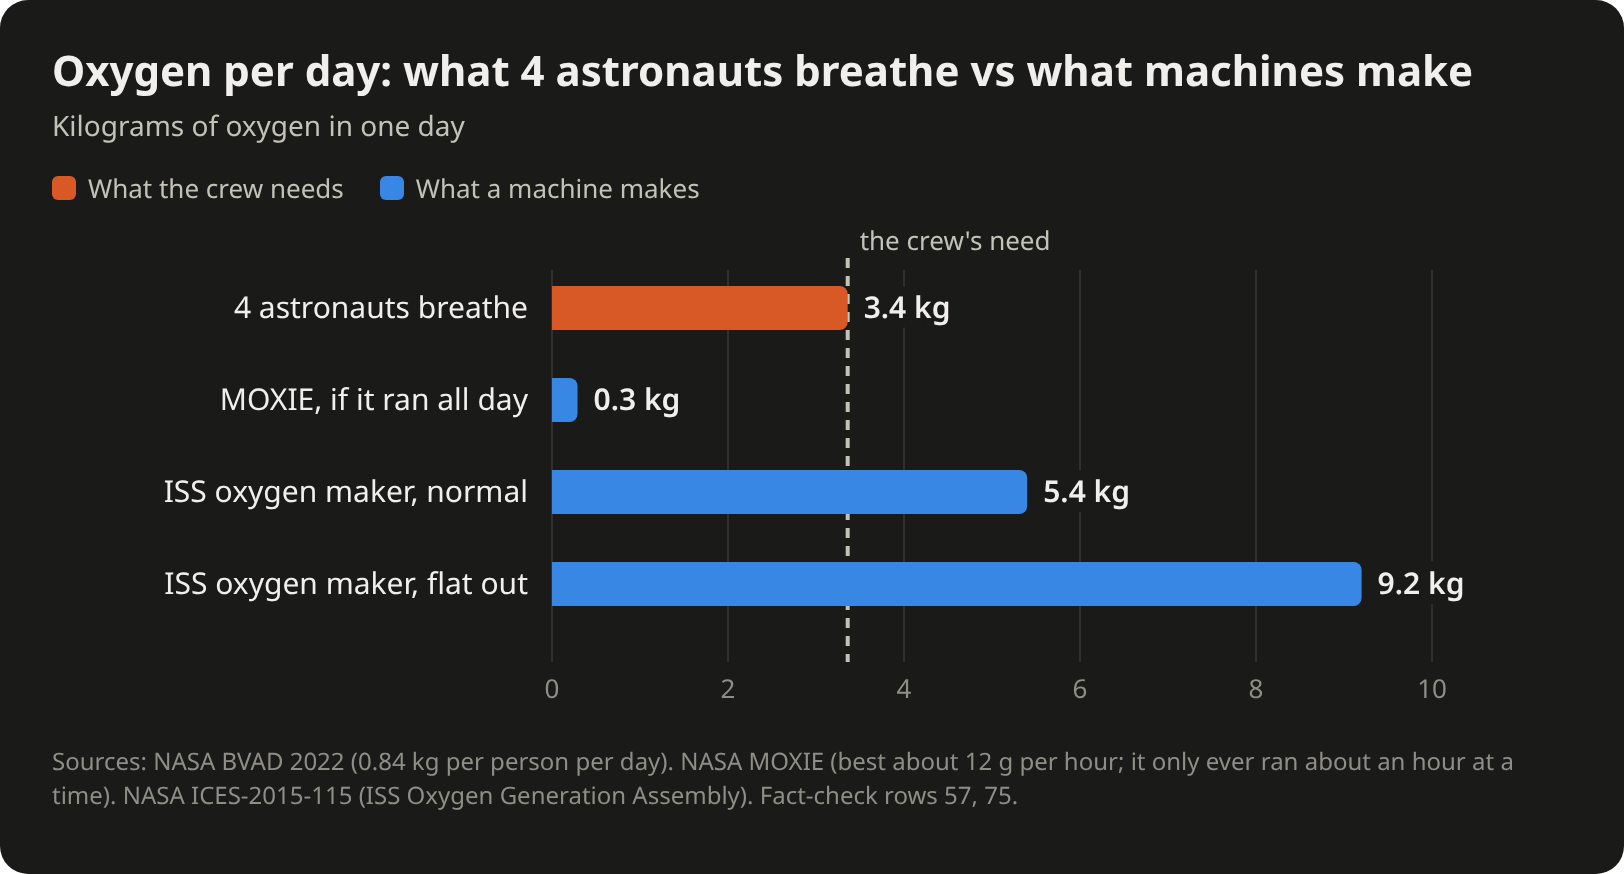 Oxygen per day: what 4 astronauts breathe vs what machines make
Kilograms of oxygen in one day
What the crew needs
What a machine makes
the crew's need
4 astronauts breathe
3.4 kg
MOXIE, if it ran all day
0.3 kg
ISS oxygen maker, normal
5.4 kg
ISS oxygen maker, flat out
9.2 kg
0 2 4 6 8 10
Sources: NASA BVAD 2022 (0.84 kg per person per day). NASA MOXIE (best about 12 g per hour; it only ever ran about an hour at a
time). NASA ICES-2015-115 (ISS Oxygen Generation Assembly). Fact-check rows 57, 75.